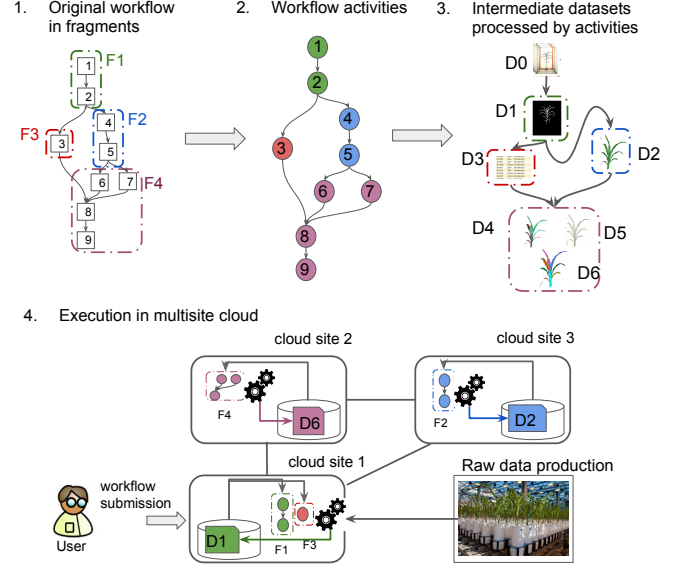 1. Original workflow
in fragments
2. Workflow activities
3. Intermediate datasets
processed by activities
F1
1
2
F2
4
5
F3
3
F4
6
7
8
9
1
2
4
3
5
6
7
8
9
D0
D1
D3
D2
D4
D5
D6
4. Execution in multisite cloud
cloud site 2
cloud site 3
F4
D6
F2
D2
cloud site 1
Raw data production
workflow
submission
User
D1
F1
F3